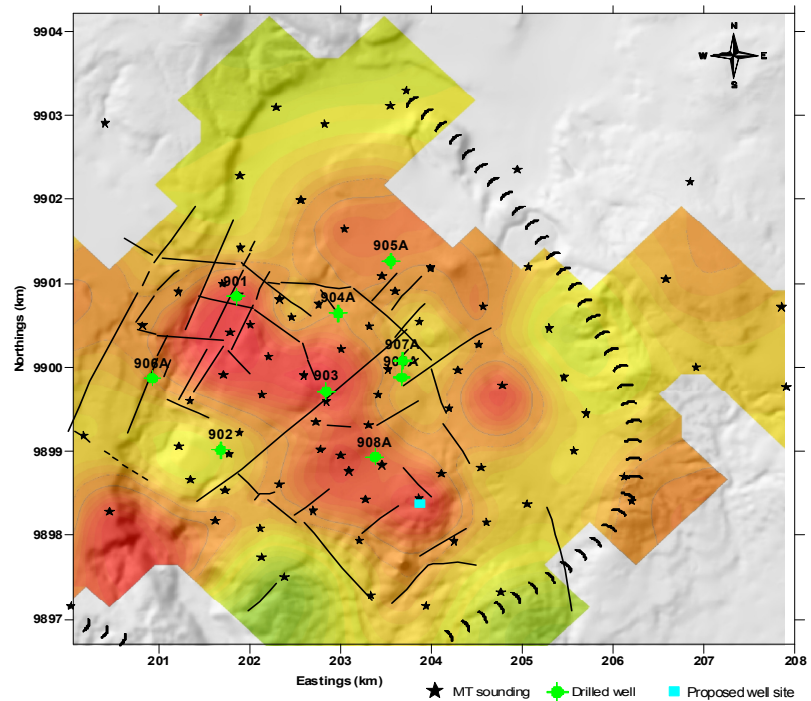 9904
N
W E
S
9903
9902
905A
9901
901
904A
Northings (km)
907A
9900
906A
903
902
9899
908A
9898
9897
201 202 203 204 205 206 207 208
Eastings (km)
MT sounding Drilled well Proposed well site